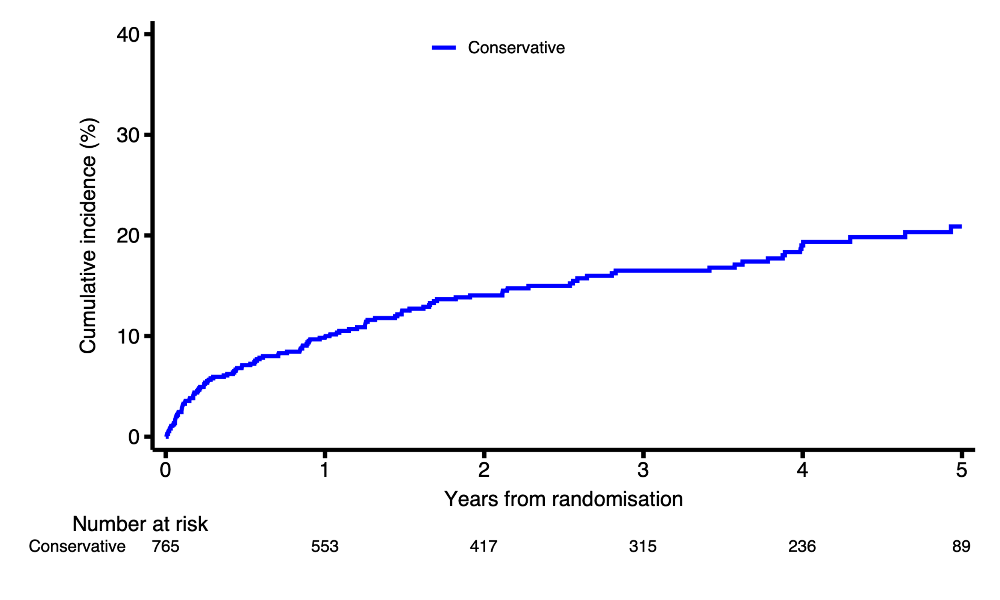 Conservative
Cumulative incidence (%)
40
30
20
10
0
0 1 2 3 4 5
Years from randomisation
Number at risk
Conservative 765 553 417 315 236 89